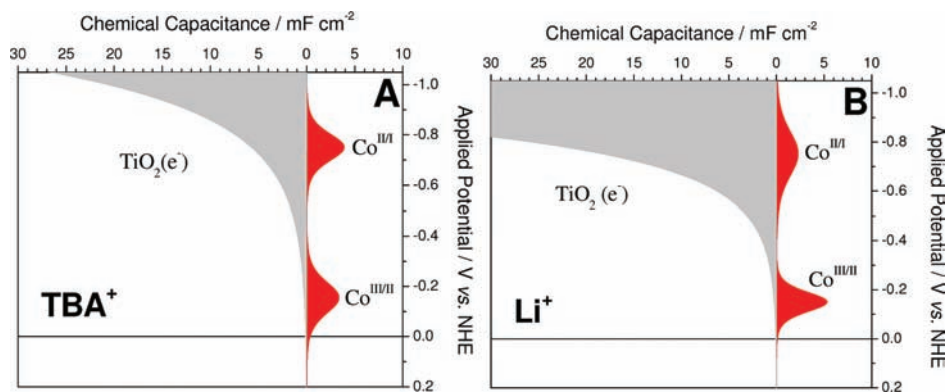 Chemical Capacitance / mF cm⁻²
30 25 20 15 10 5 0 5 10
A
-1.0
-0.8
-0.6
-0.4
-0.2
0.0
0.2
Applied Potential / V vs. NHE
Coᴵᴵ/ᴵ
TiO₂(e⁻)
Coᴵᴵᴵ/ᴵᴵ
TBA⁺
Chemical Capacitance / mF cm⁻²
30 25 20 15 10 5 0 5 10
B
-1.0
-0.8
-0.6
-0.4
-0.2
0.0
0.2
Applied Potential / V vs. NHE
Coᴵᴵ/ᴵ
TiO₂ (e⁻)
Coᴵᴵᴵ/ᴵᴵ
Li⁺